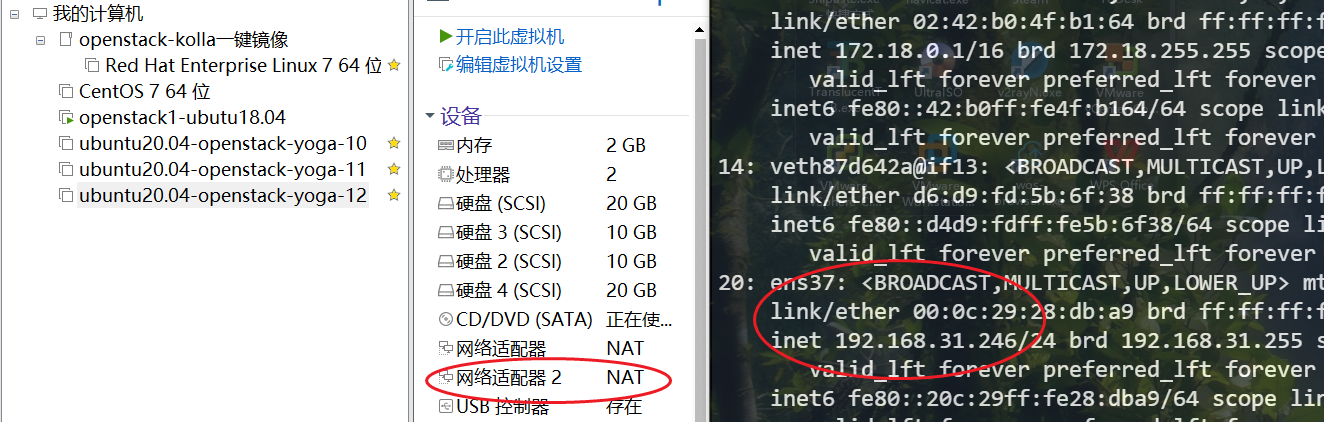 我的计算机
openstack-kolla一键镜像
Red Hat Enterprise Linux 7 64 位
CentOS 7 64 位
openstack1-ubutu18.04
ubuntu20.04-openstack-yoga-10
ubuntu20.04-openstack-yoga-11
ubuntu20.04-openstack-yoga-12
开启此虚拟机
编辑虚拟机设置
设备
内存 2 GB
处理器 2
硬盘 (SCSI) 20 GB
硬盘 3 (SCSI) 10 GB
硬盘 2 (SCSI) 10 GB
硬盘 4 (SCSI) 20 GB
CD/DVD (SATA) 正在使...
网络适配器 NAT
网络适配器 2 NAT
USB 控制器 存在
link/ether 02:42:b0:4f:b1:64 brd ff:ff:ff:f
inet 172.18.0.1/16 brd 172.18.255.255 scope
valid_lft forever preferred_lft forever
inet6 fe80::42:b0ff:fe4f:b164/64 scope link
valid_lft forever preferred_lft forever
14: veth87d642a@if13: <BROADCAST,MULTICAST,UP,L
link/ether d6:d9:fd:5b:6f:38 brd ff:ff:ff:f
inet6 fe80::d4d9:fdff:fe5b:6f38/64 scope li
valid_lft forever preferred_lft forever
20: ens37: <BROADCAST,MULTICAST,UP,LOWER_UP> mt
link/ether 00:0c:29:28:db:a9 brd ff:ff:ff:f
inet 192.168.31.246/24 brd 192.168.31.255 s
valid_lft forever preferred_lft forever
inet6 fe80::20c:29ff:fe28:dba9/64 scope lin
UltraISO
v2rayN.exe
VMware
WPS Office